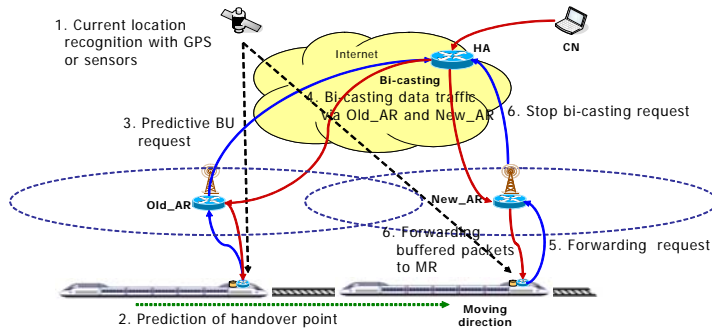 1. Current location
recognition with GPS
or sensors
Internet
HA
CN
Bi-casting
4. Bi-casting data traffic
via Old_AR and New_AR
3. Predictive BU
request
6. Stop bi-casting request
Old_AR
New_AR
6. Forwarding
buffered packets
to MR
5. Forwarding request
2. Prediction of handover point
Moving
direction